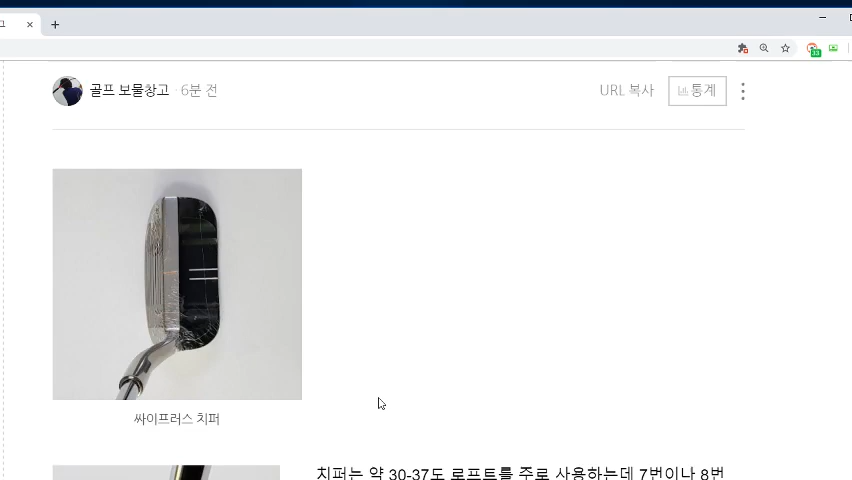 그
33
골프 보물창고 · 6분 전
URL 복사
통계
싸이프러스 치퍼
치퍼는 약 30-37도 로프트를 주로 사용하는데 7번이나 8번